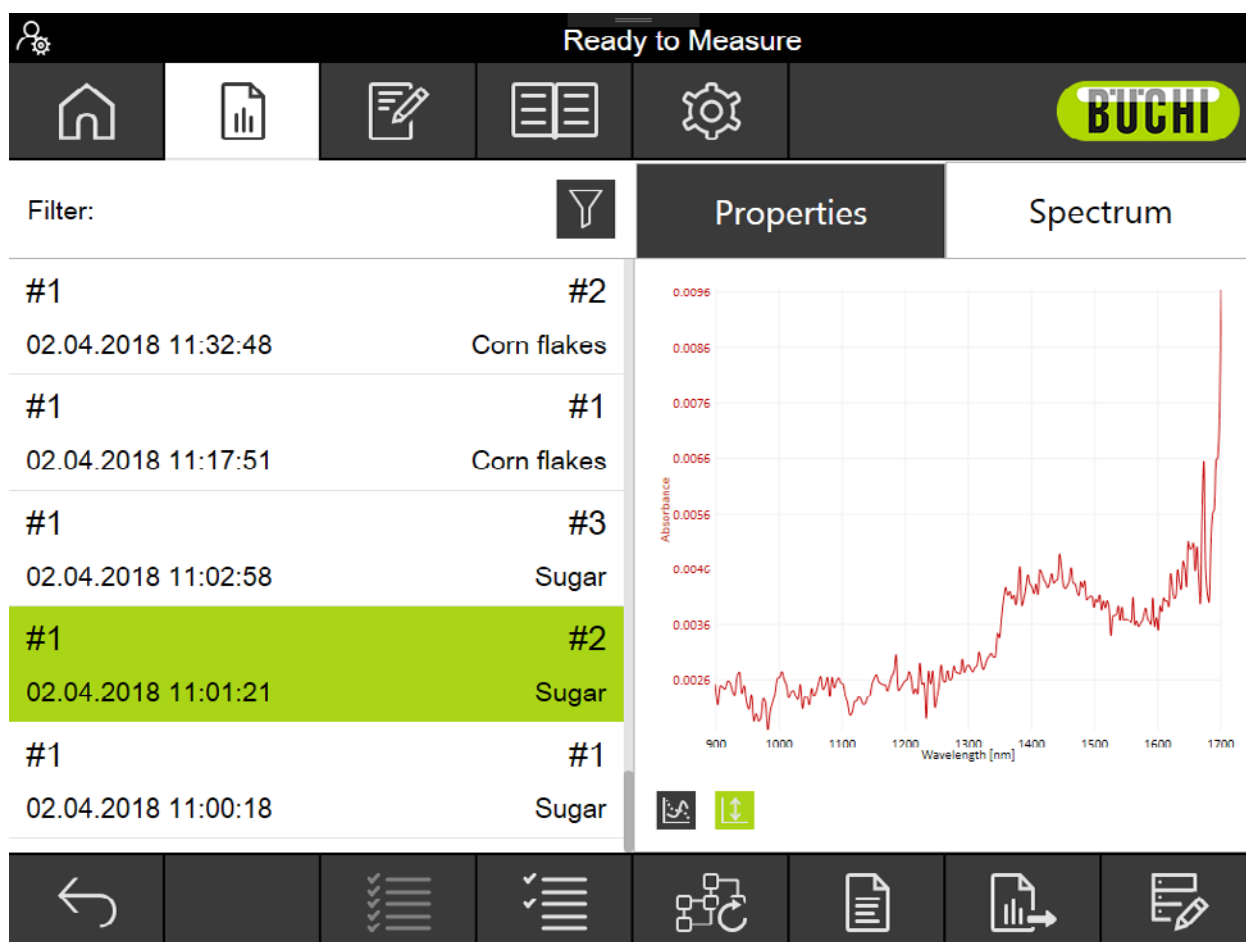 Ready to Measure
BUCHI
Filter:
Properties
Spectrum
#1 #2
02.04.2018 11:32:48 Corn flakes
#1 #1
02.04.2018 11:17:51 Corn flakes
#1 #3
02.04.2018 11:02:58 Sugar
#1 #2
02.04.2018 11:01:21 Sugar
#1 #1
02.04.2018 11:00:18 Sugar
0.0096
0.0086
0.0076
0.0066
Absorbance
0.0056
0.0046
0.0036
0.0026
900 1000 1100 1200 1300 1400 1500 1600 1700
Wavelength [nm]